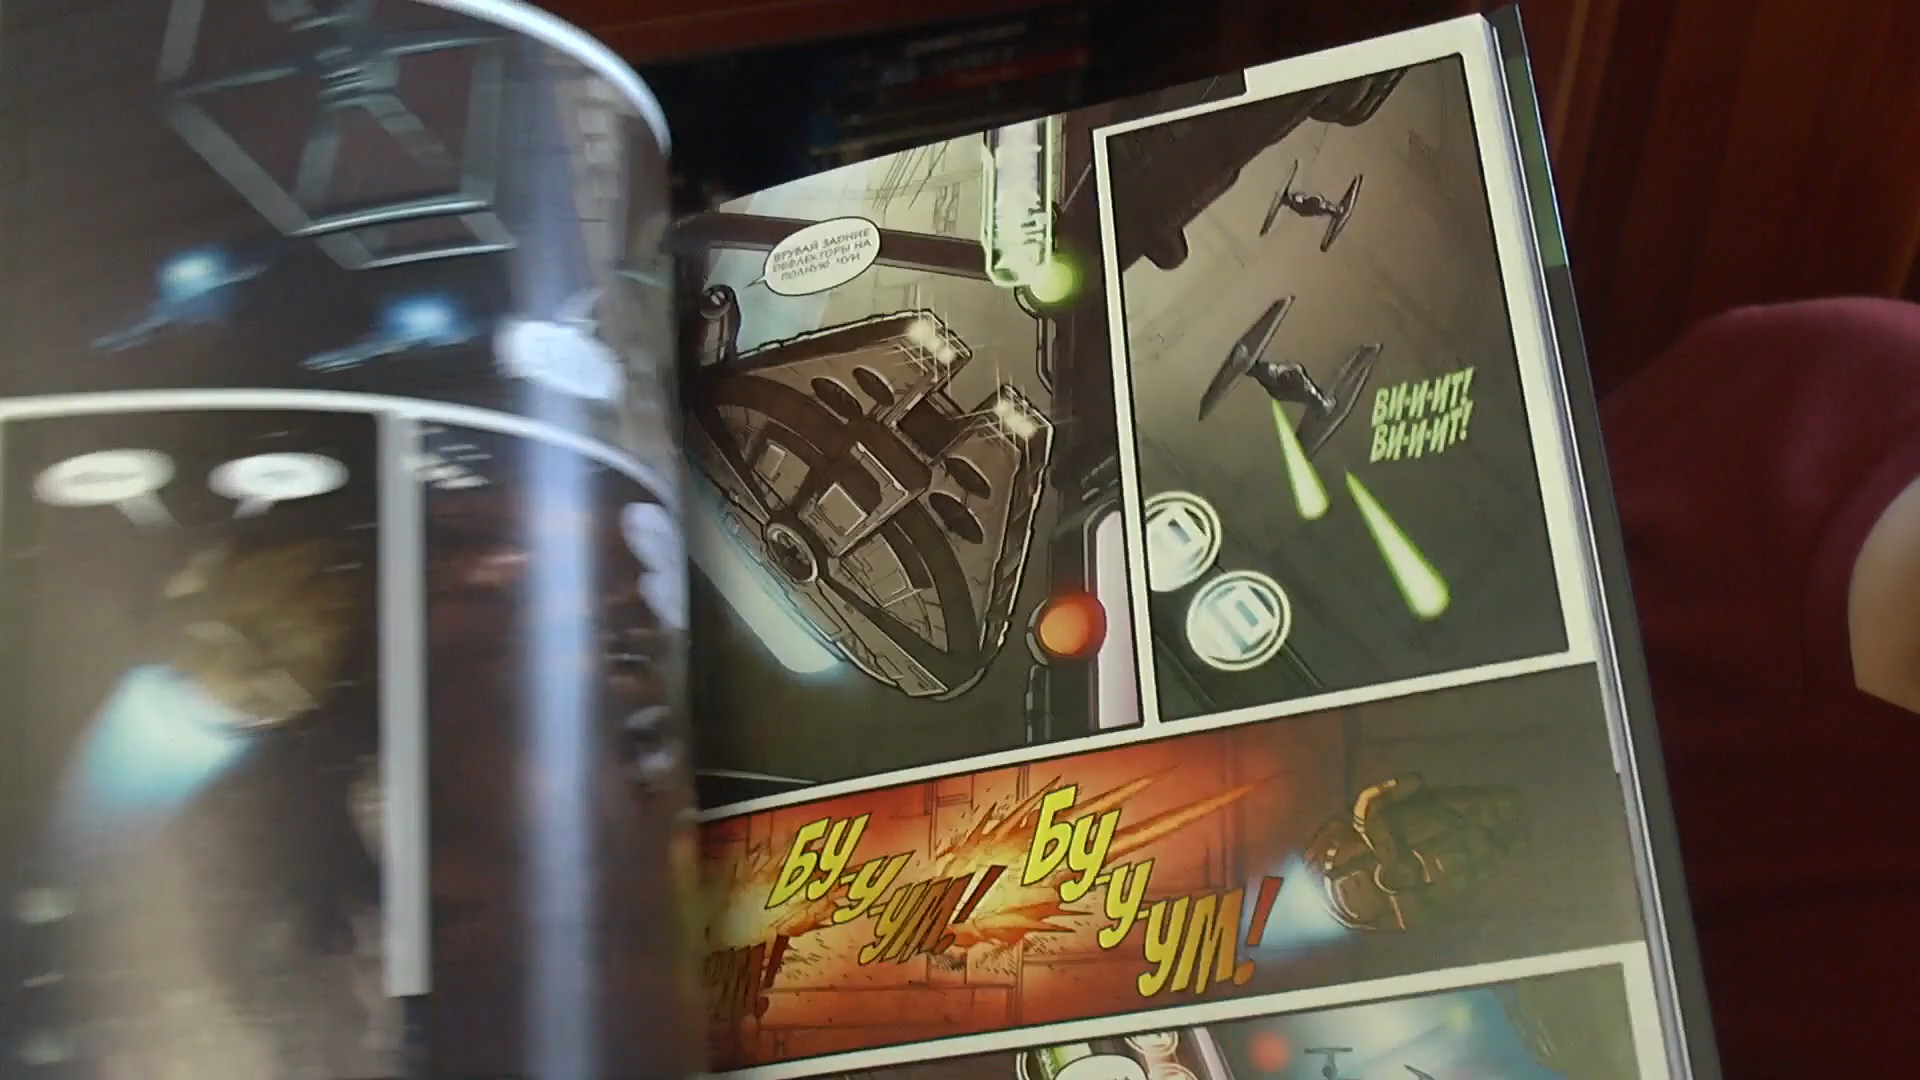 ВРУБАЙ ЗАДНИЕ
ДЕФЛЕКТОРЫ НА
ПОЛНУЮ, ЧУИ.
ВИ-И-ИТ!
ВИ-И-ИТ!
БУ-У-УМ!
БУ-У-УМ!